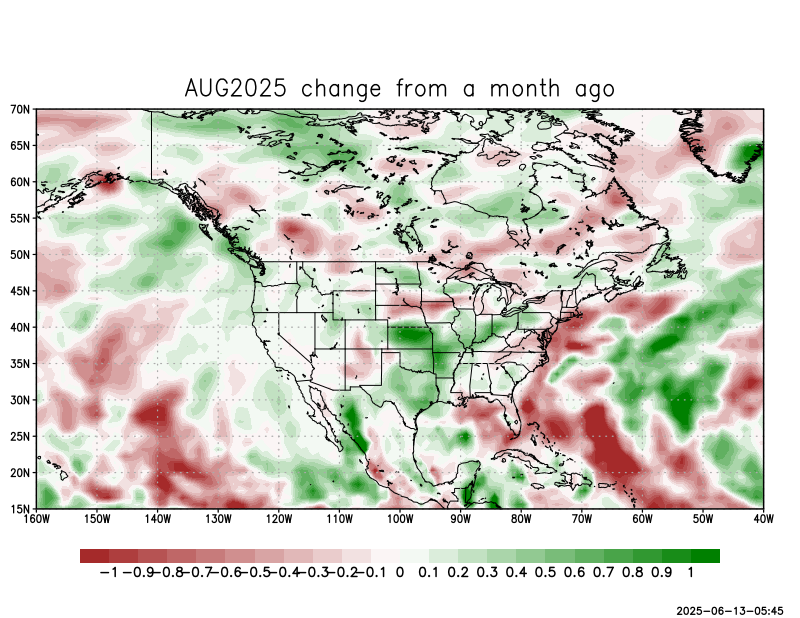 AUG2025 change from a month ago
70N
65N
60N
55N
50N
45N
40N
35N
30N
25N
20N
15N
160W 150W 140W 130W 120W 110W 100W 90W 80W 70W 60W 50W 40W
-1 -0.9 -0.8 -0.7 -0.6 -0.5 -0.4 -0.3 -0.2 -0.1 0 0.1 0.2 0.3 0.4 0.5 0.6 0.7 0.8 0.9 1
2025-06-13-05:45